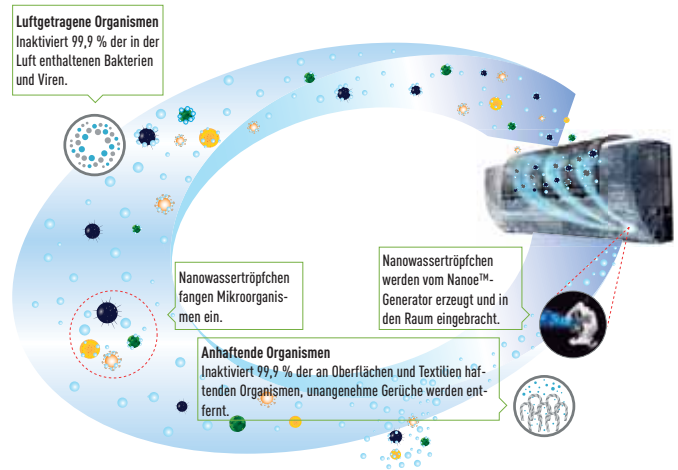 Luftgetragene Organismen
Inaktiviert 99,9 % der in der
Luft enthaltenen Bakterien
und Viren.
Nanowassertröpfchen
fangen Mikroorganis-
men ein.
Nanowassertröpfchen
werden vom Nanoe™-
Generator erzeugt und in
den Raum eingebracht.
Anhaftende Organismen
Inaktiviert 99,9 % der an Oberflächen und Textilien haf-
tenden Organismen, unangenehme Gerüche werden ent-
fernt.